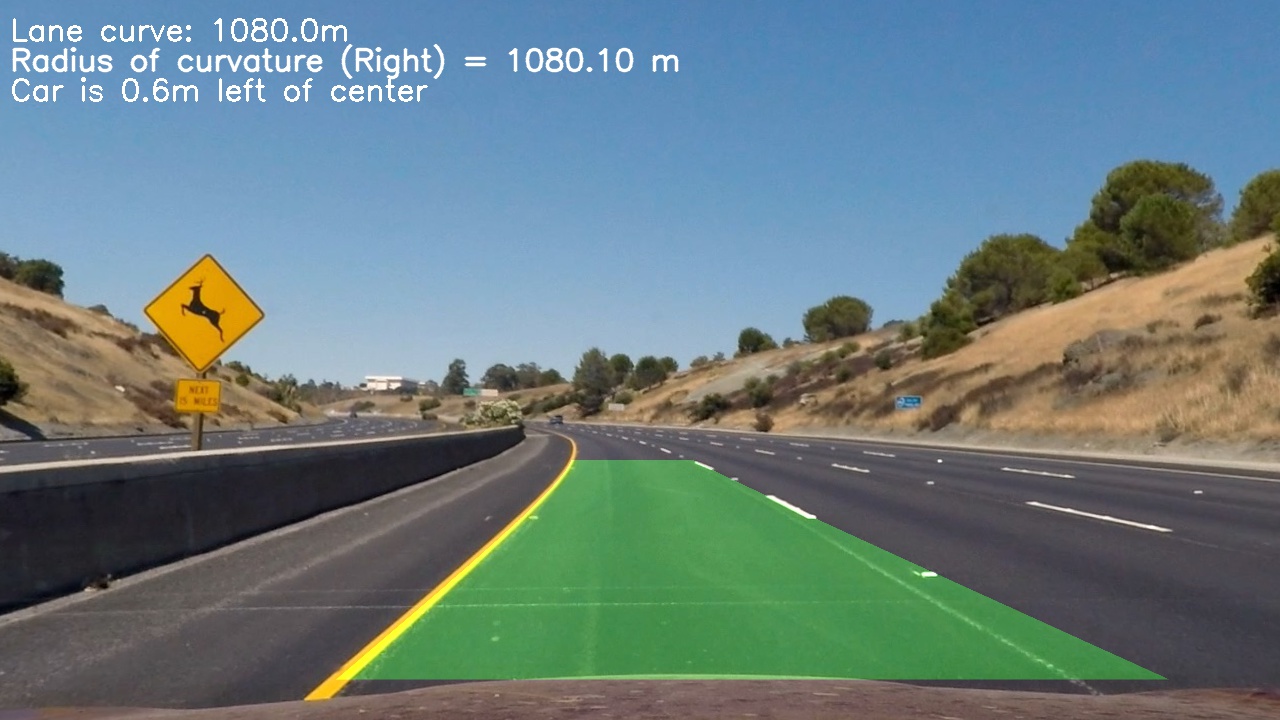 Lane curve: 1080.0m
Radius of curvature (Right) = 1080.10 m
Car is 0.6m left of center
NEXT
15 MILES